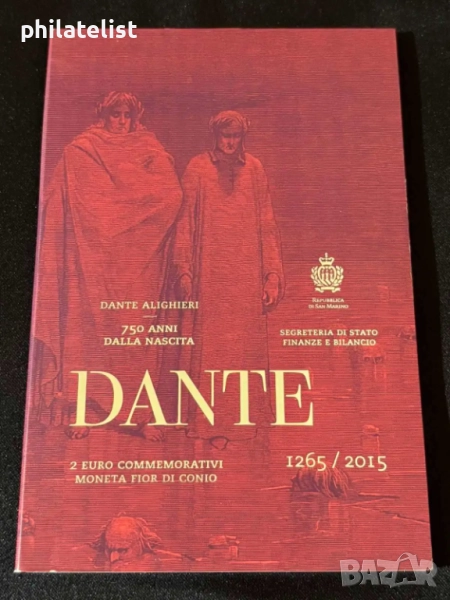 philatelist
DANTE ALIGHIERI
750 ANNI
DALLA NASCITA
REPUBBLICA
DI SAN MARINO
SEGRETERIA DI STATO
FINANZE E BILANCIO
DANTE
2 EURO COMMEMORATIVI
MONETA FIOR DI CONIO
1265 / 2015
BAZAR